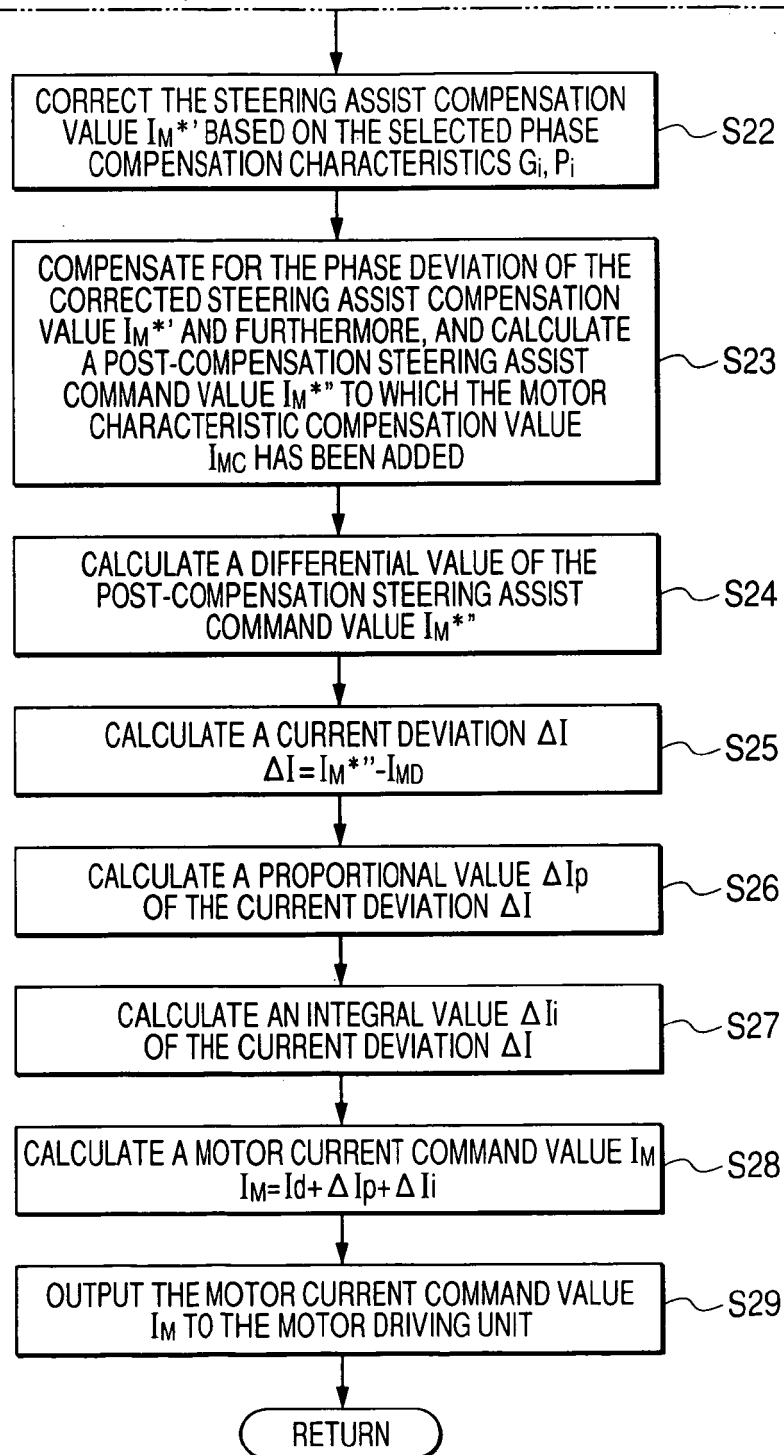 CORRECT THE STEERING ASSIST COMPENSATION
VALUE IM*' BASED ON THE SELECTED PHASE
COMPENSATION CHARACTERISTICS Gi, Pi
S22
COMPENSATE FOR THE PHASE DEVIATION OF THE
CORRECTED STEERING ASSIST COMPENSATION
VALUE IM*' AND FURTHERMORE, AND CALCULATE
A POST-COMPENSATION STEERING ASSIST
COMMAND VALUE IM*" TO WHICH THE MOTOR
CHARACTERISTIC COMPENSATION VALUE
IMC HAS BEEN ADDED
S23
CALCULATE A DIFFERENTIAL VALUE OF THE
POST-COMPENSATION STEERING ASSIST
COMMAND VALUE IM*"
S24
CALCULATE A CURRENT DEVIATION ΔI
ΔI=IM*"-IMD
S25
CALCULATE A PROPORTIONAL VALUE ΔIp
OF THE CURRENT DEVIATION ΔI
S26
CALCULATE AN INTEGRAL VALUE ΔIi
OF THE CURRENT DEVIATION ΔI
S27
CALCULATE A MOTOR CURRENT COMMAND VALUE IM
IM=Id+ΔIp+ΔIi
S28
OUTPUT THE MOTOR CURRENT COMMAND VALUE
IM TO THE MOTOR DRIVING UNIT
S29
RETURN